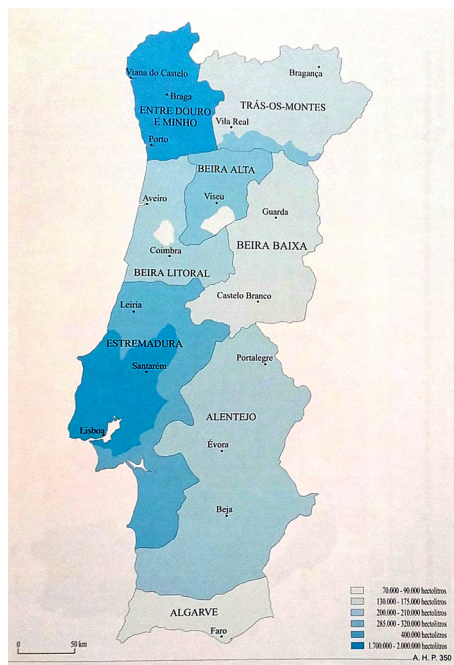 Viana do Castelo
Bragança
Braga
TRÁS-OS-MONTES
ENTRE DOURO
E MINHO
Vila Real
Porto
BEIRA ALTA
Aveiro
Viseu
Guarda
BEIRA BAIXA
Coimbra
BEIRA LITORAL
Castelo Branco
Leiria
ESTREMADURA
Portalegre
Santarém
ALENTEJO
Lisboa
Évora
Beja
ALGARVE
Faro
0 50 km
70.000 - 90.000 hectolitros
130.000 - 175.000 hectolitros
200.000 - 210.000 hectolitros
285.000 - 320.000 hectolitros
400.000 hectolitros
1.700.000 - 2.000.000 hectolitros
A. H. P. 350